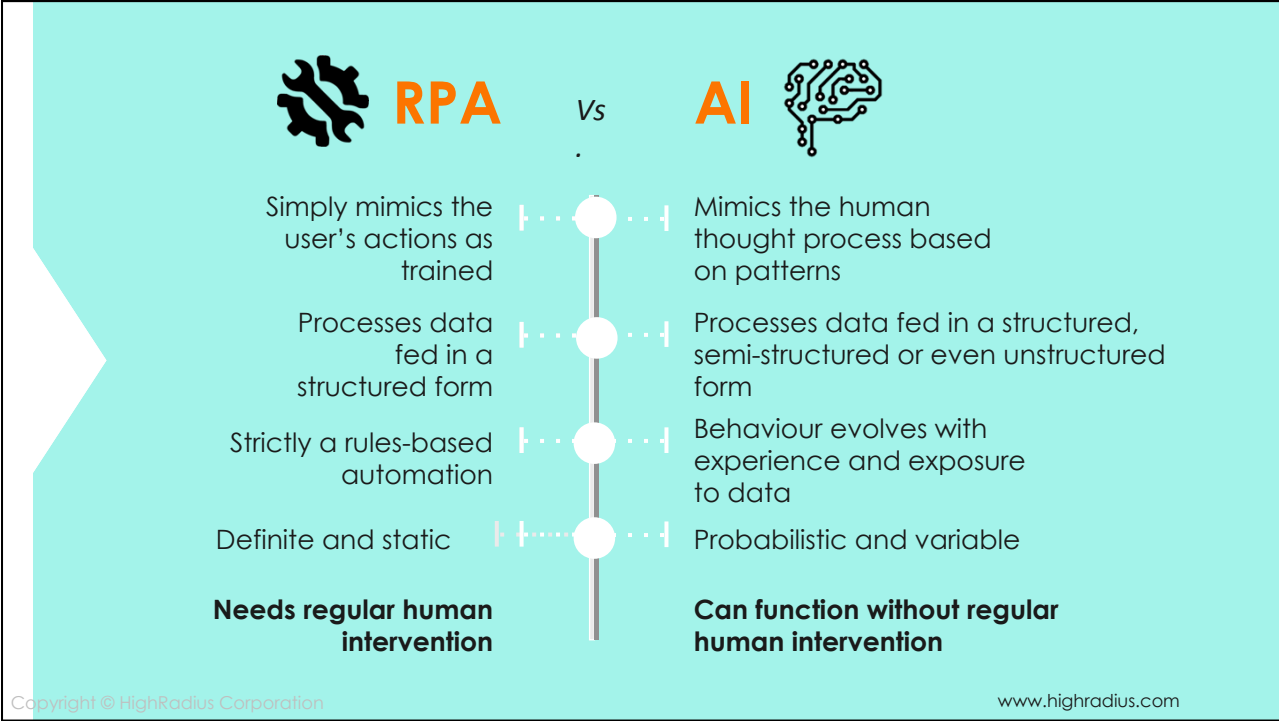 RPA
Vs
.
AI
Simply mimics the
user’s actions as
trained
Mimics the human
thought process based
on patterns
Processes data
fed in a
structured form
Processes data fed in a structured,
semi-structured or even unstructured
form
Strictly a rules-based
automation
Behaviour evolves with
experience and exposure
to data
Definite and static
Probabilistic and variable
Needs regular human
intervention
Can function without regular
human intervention
Copyright © HighRadius Corporation
www.highradius.com